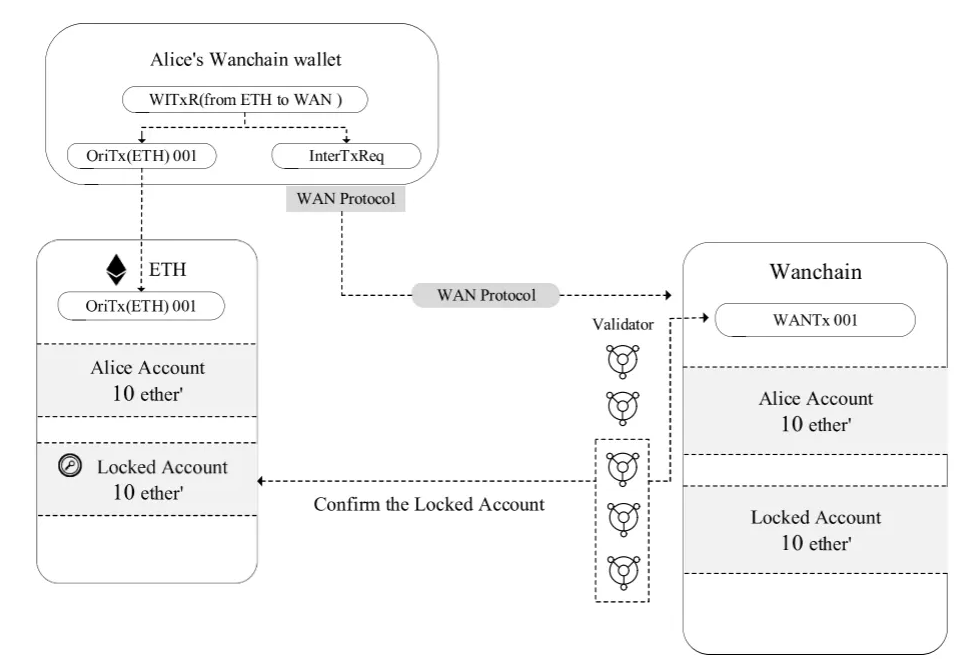 Alice's Wanchain wallet
WITxR(from ETH to WAN )
OriTx(ETH) 001
InterTxReq
WAN Protocol
ETH
OriTx(ETH) 001
Alice Account
10 ether'
Locked Account
10 ether'
WAN Protocol
Validator
Confirm the Locked Account
Wanchain
WANTx 001
Alice Account
10 ether'
Locked Account
10 ether'